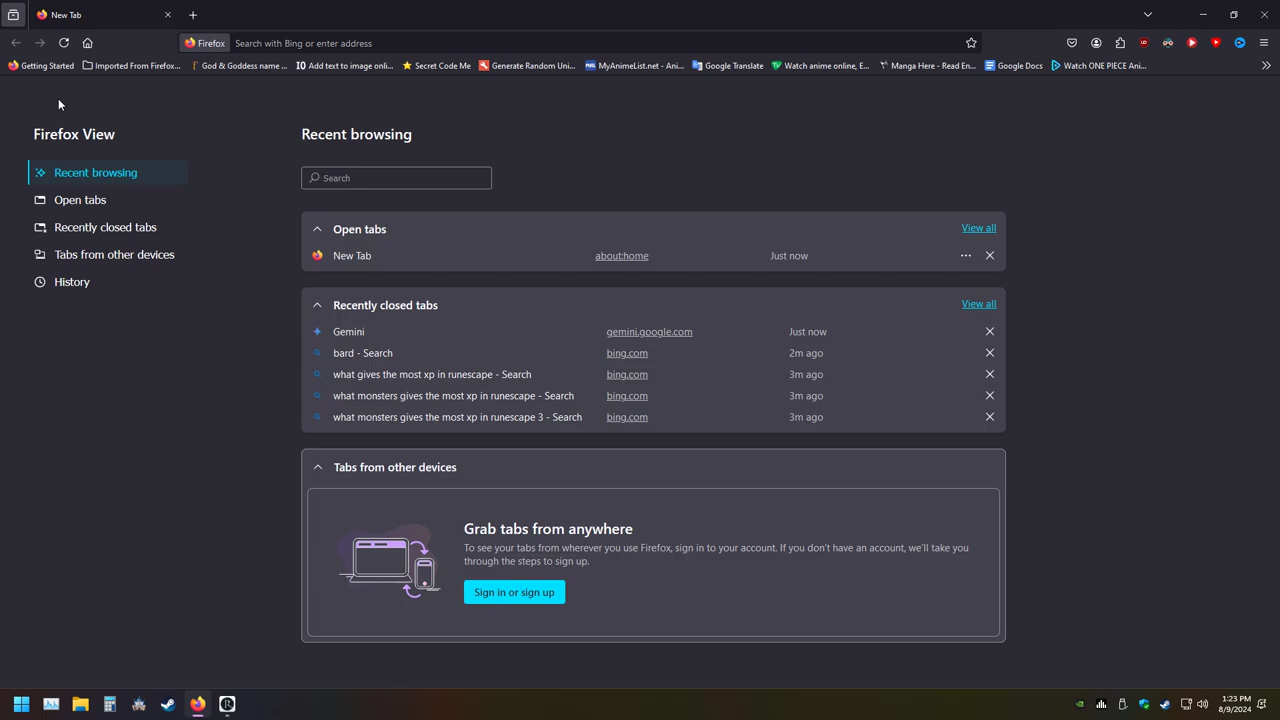 New Tab
Firefox
Search with Bing or enter address
Getting Started
Imported From Firefox...
God & Goddess name ...
Add text to image onli...
Secret Code Me
Generate Random Uni...
MyAnimeList.net - Ani...
Google Translate
Watch anime online, E...
Manga Here - Read En...
Google Docs
Watch ONE PIECE Ani...
Firefox View
Recent browsing
Open tabs
Recently closed tabs
Tabs from other devices
History
Recent browsing
Search
Open tabs
View all
New Tab about:home Just now
Recently closed tabs
View all
Gemini gemini.google.com Just now
bard - Search bing.com 2m ago
what gives the most xp in runescape - Search bing.com 3m ago
what monsters gives the most xp in runescape - Search bing.com 3m ago
what monsters gives the most xp in runescape 3 - Search bing.com 3m ago
Tabs from other devices
Grab tabs from anywhere
To see your tabs from wherever you use Firefox, sign in to your account. If you don't have an account, we'll take you
through the steps to sign up.
Sign in or sign up
1:23 PM
8/9/2024